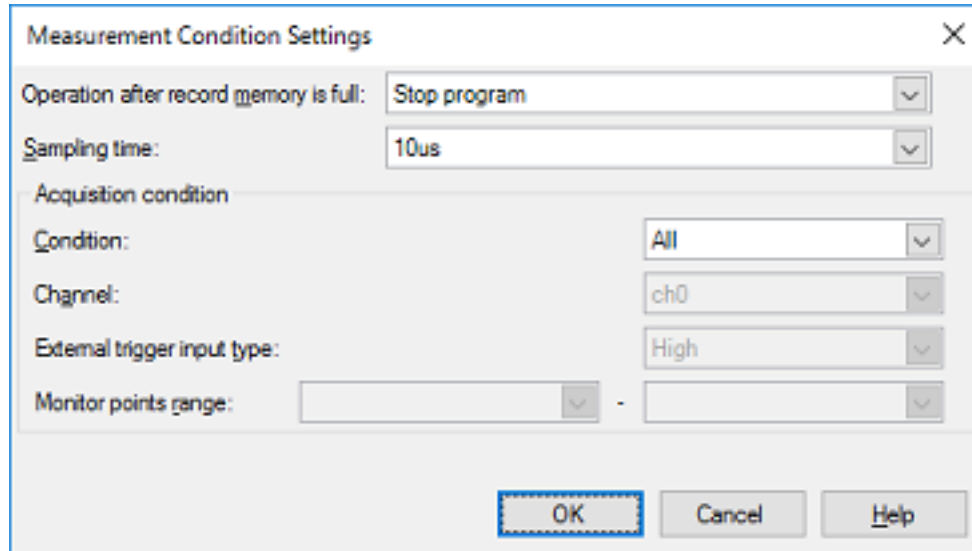 Measurement Condition Settings
Operation after record memory is full: Stop program
Sampling time: 10us
Acquisition condition
Condition: All
Channel: ch0
External trigger input type: High
Monitor points range: -
OK Cancel Help